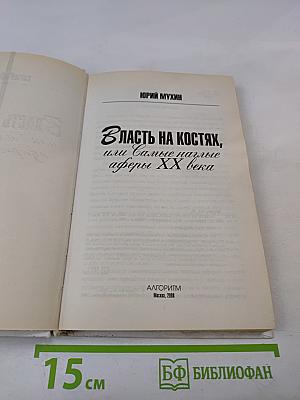 ЮРИЙ МУХИН
ВЛАСТЬ НА КОСТЯХ,
или Самые наглые
аферы XX века
АЛГОРИТМ
Москва, 2008
15 см
БФ БИБЛИОФАН